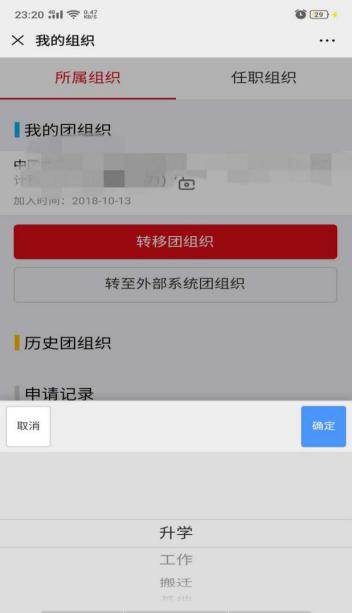 23:20 0.47 KB/S 29
我的组织
所属组织 任职组织
我的团组织
加入时间：2018-10-13
转移团组织
转至外部系统团组织
历史团组织
申请记录
取消 确定
升学
工作
搬迁